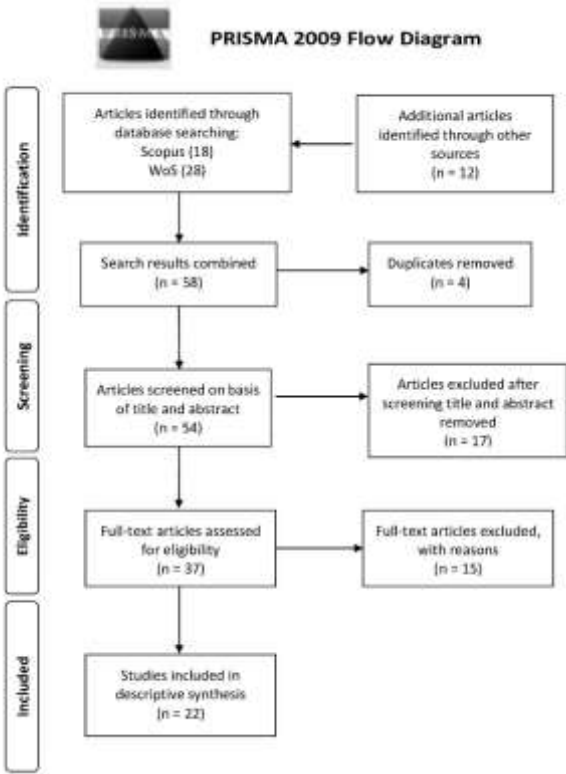 PRISMA 2009 Flow Diagram
Identification
Articles identified through
database searching:
Scopus (18)
WoS (28)
Additional articles
identified through other
sources
(n = 12)
Search results combined
(n = 58)
Duplicates removed
(n = 4)
Screening
Articles screened on basis
of title and abstract
(n = 54)
Articles excluded after
screening title and abstract
removed
(n = 17)
Eligibility
Full-text articles assessed
for eligibility
(n = 37)
Full-text articles excluded,
with reasons
(n = 15)
Included
Studies included in
descriptive synthesis
(n = 22)